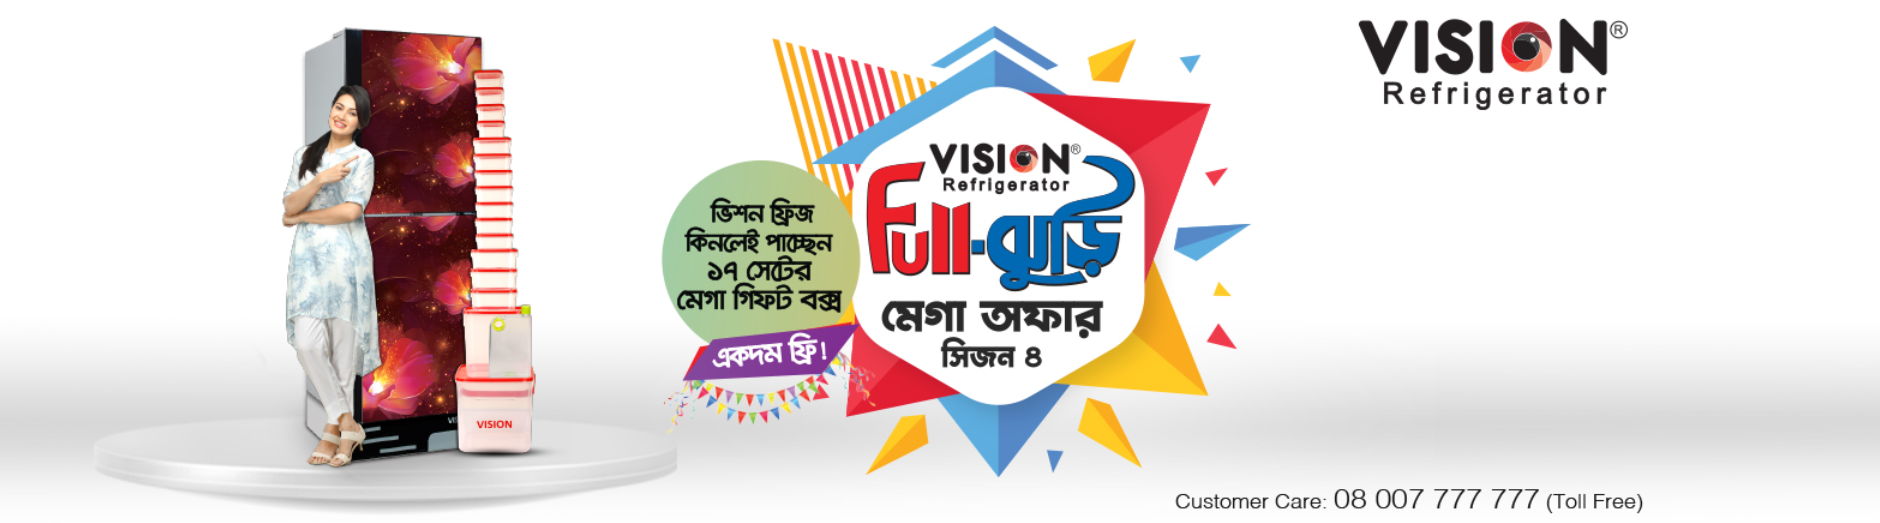 VISION®
Refrigerator
VISION®
Refrigerator
Full-ঝুড়ি
মেগা অফার
সিজন ৪
ভিশন ফ্রিজ
কিনলেই পাচ্ছেন
১৭ সেটের
মেগা গিফট বক্স
একদম ফ্রি!
VISION
Customer Care: 08 007 777 777 (Toll Free)